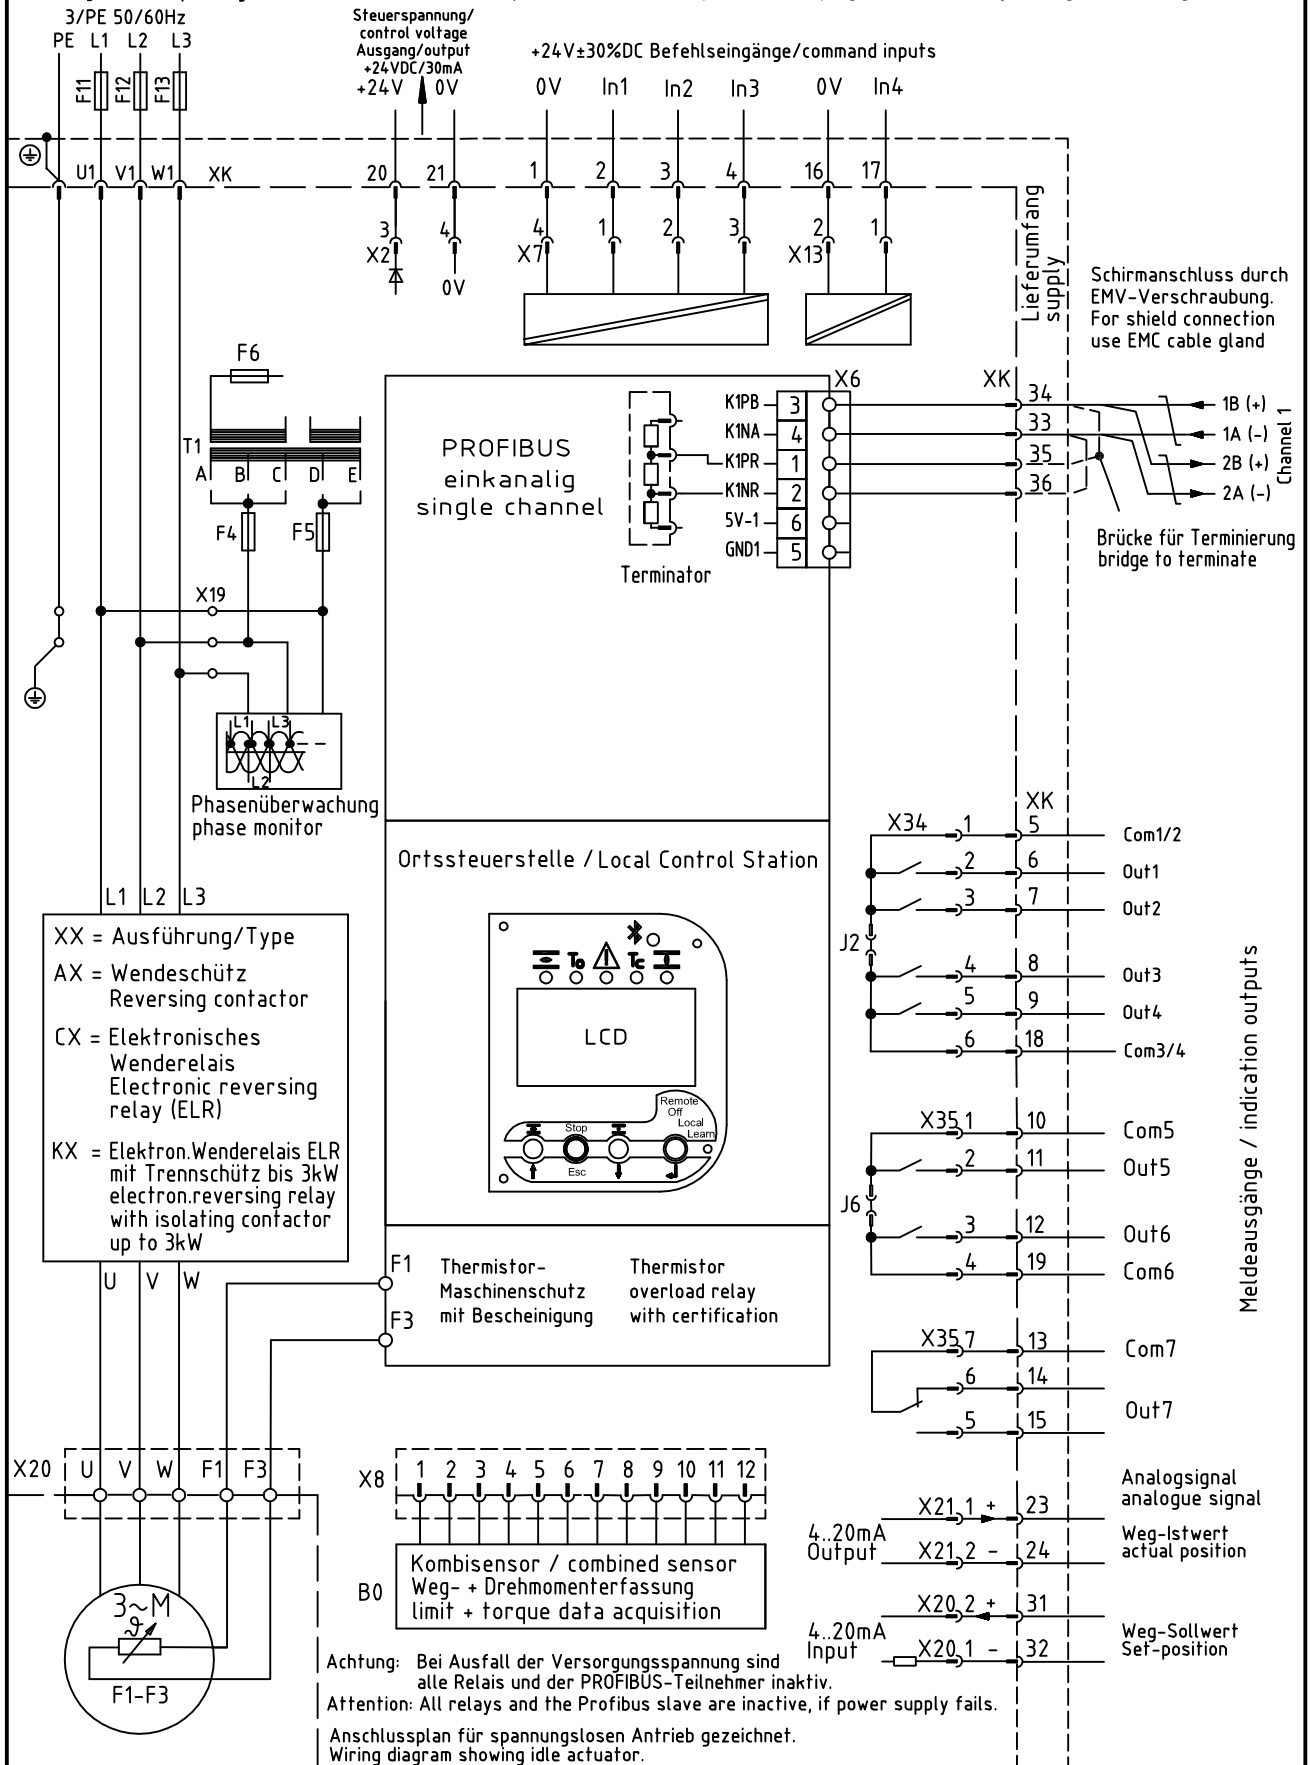 3/PE 50/60Hz
PE L1 L2 L3
F11 F12 F13
Steuerspannung/
control voltage
Ausgang/output
+24VDC/30mA
+24V 0V
+24V±30%DC Befehlseingänge/command inputs
0V In1 In2 In3 0V In4
U1 V1 W1 XK
20 21 1 2 3 4 16 17
3 4 4 1 2 3 2 1
X2 X7 X13
0V
Lieferumfang
supply
Schirmanschluss durch
EMV-Verschraubung.
For shield connection
use EMC cable gland
F6
T1
A B C D E
F4 F5
X19
L1 L3
L2
Phasenüberwachung
phase monitor
PROFIBUS
einkanalig
single channel
Terminator
X6
K1PB 3
K1NA 4
K1PR 1
K1NR 2
5V-1 6
GND1 5
XK
34 1B (+)
33 1A (-)
35 2B (+)
36 2A (-)
Channel 1
Brücke für Terminierung
bridge to terminate
L1 L2 L3
XX = Ausführung/Type
AX = Wendeschütz
Reversing contactor
CX = Elektronisches
Wenderelais
Electronic reversing
relay (ELR)
KX = Elektron.Wenderelais ELR
mit Trennschütz bis 3kW
electron.reversing relay
with isolating contactor
up to 3kW
U V W
Ortssteuerstelle / Local Control Station
To Tc
LCD
Remote
Off
Local
Learn
Stop
Esc
F1
F3
Thermistor-
Maschinenschutz
mit Bescheinigung
Thermistor
overload relay
with certification
XK
X34 1 5 Com1/2
2 6 Out1
3 7 Out2
J2
4 8 Out3
5 9 Out4
6 18 Com3/4
X35 1 10 Com5
2 11 Out5
J6
3 12 Out6
4 19 Com6
X35 7 13 Com7
6 14
Out7
5 15
Meldeausgänge / indication outputs
Analogsignal
analogue signal
X21 1 + 23
4..20mA
Output
Weg-Istwert
actual position
X21 2 - 24
X20 2 + 31
4..20mA
Input
Weg-Sollwert
Set-position
X20 1 - 32
X20 U V W F1 F3
3~M
ϑ
F1-F3
X8 1 2 3 4 5 6 7 8 9 10 11 12
B0
Kombisensor / combined sensor
Weg- + Drehmomenterfassung
limit + torque data acquisition
Achtung: Bei Ausfall der Versorgungsspannung sind
alle Relais und der PROFIBUS-Teilnehmer inaktiv.
Attention: All relays and the Profibus slave are inactive, if power supply fails.
Anschlussplan für spannungslosen Antrieb gezeichnet.
Wiring diagram showing idle actuator.